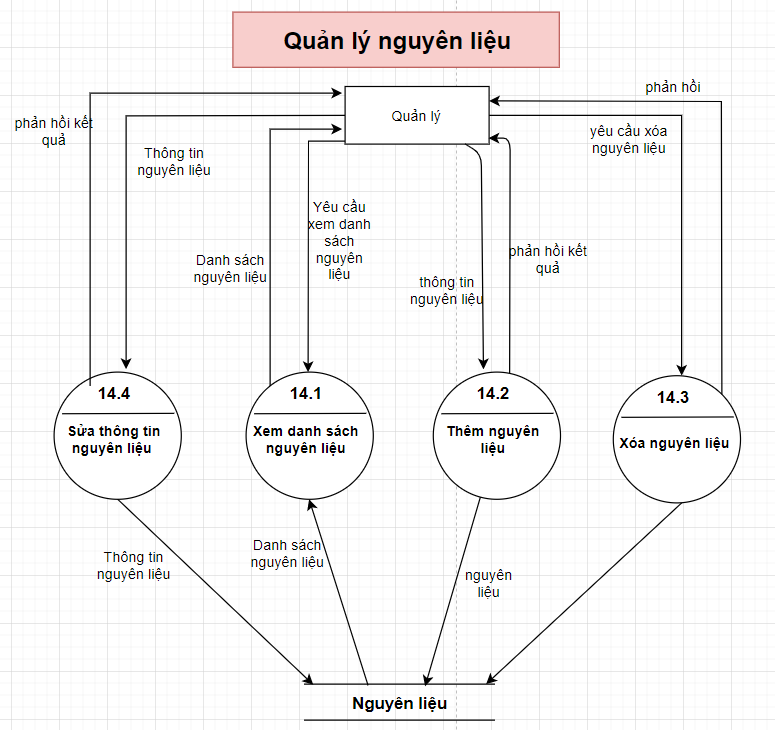 Quản lý nguyên liệu
Quản lý
phản hồi
phản hồi kết
quả
Thông tin
nguyên liệu
yêu cầu xóa
nguyên liệu
Yêu cầu
xem danh
sách
nguyên
liệu
Danh sách
nguyên liệu
phản hồi kết
quả
thông tin
nguyên liệu
14.4
Sửa thông tin
nguyên liệu
14.1
Xem danh sách
nguyên liệu
14.2
Thêm nguyên
liệu
14.3
Xóa nguyên liệu
Thông tin
nguyên liệu
Danh sách
nguyên liệu
nguyên
liệu
Nguyên liệu